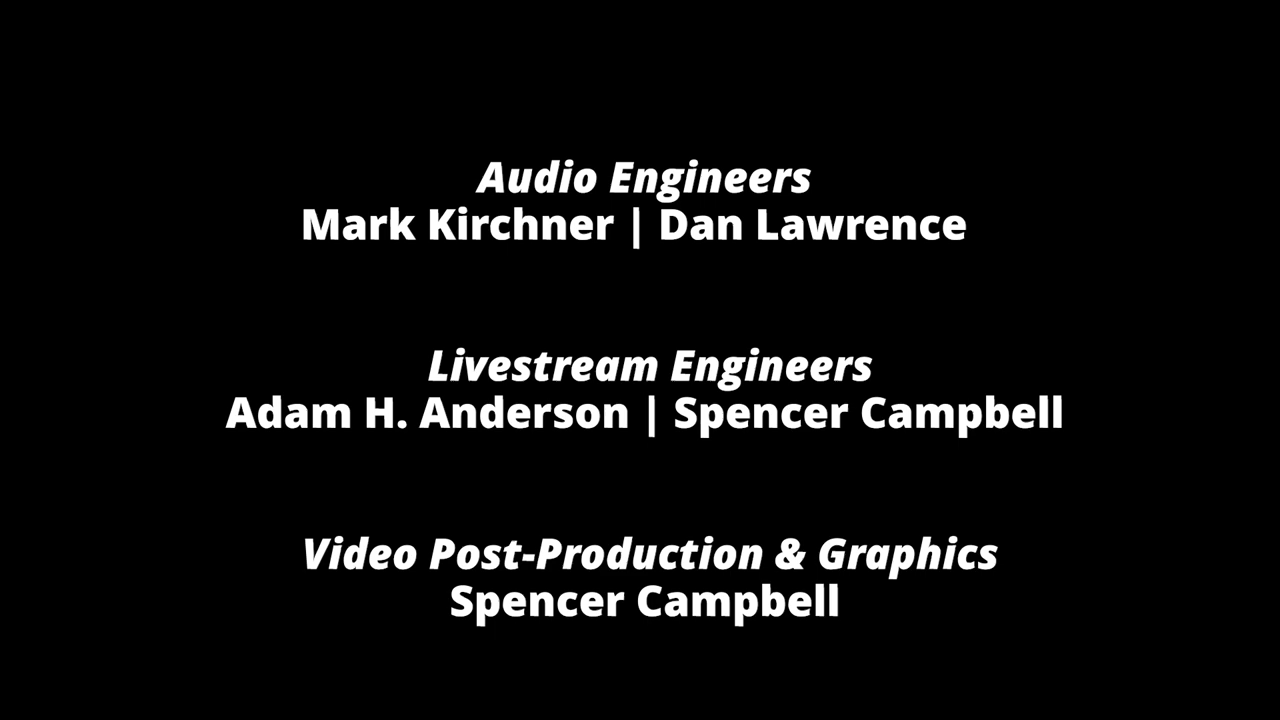 Audio Engineers
Mark Kirchner | Dan Lawrence
Livestream Engineers
Adam H. Anderson | Spencer Campbell
Video Post-Production & Graphics
Spencer Campbell